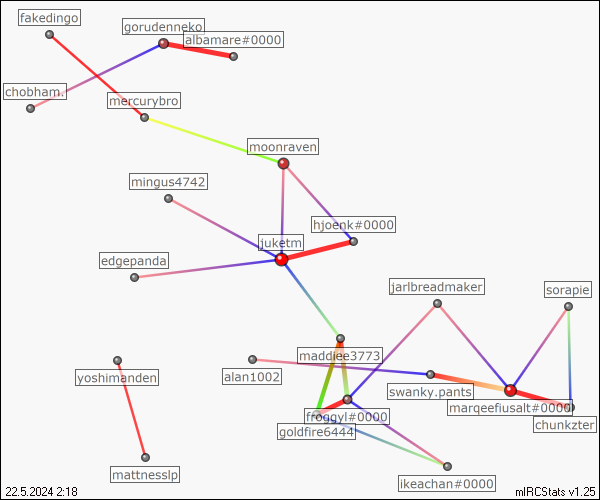 fakedingo
gorudenneko
albamare#0000
chobham.
mercurybro
moonraven
mingus4742
hjoenk#0000
juketm
edgepanda
jarlbreadmaker
sorapie
maddiee3773
yoshimanden
alan1002
swanky.pants
marqeefiusalt#0000
froggyl#0000
chunkzter
goldfire6444
mattnesslp
ikeachan#0000
22.5.2024 2:18
mIRCStats v1.25